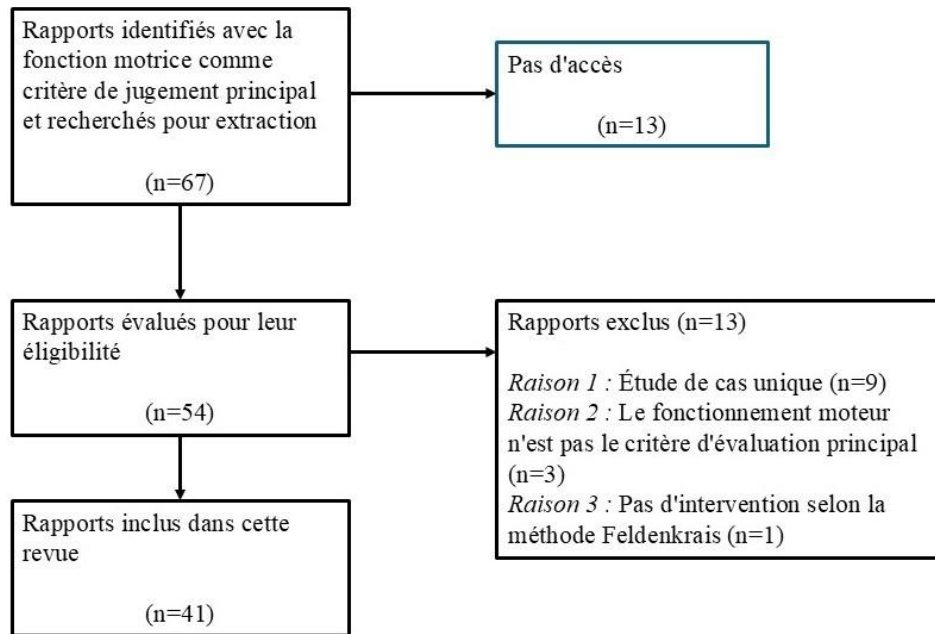 Rapports identifiés avec la
fonction motrice comme
critère de jugement principal
et recherchés pour extraction
(n=67)
Pas d'accès
(n=13)
Rapports évalués pour leur
éligibilité
(n=54)
Rapports exclus (n=13)
Raison 1 : Étude de cas unique (n=9)
Raison 2 : Le fonctionnement moteur
n'est pas le critère d'évaluation principal
(n=3)
Raison 3 : Pas d'intervention selon la
méthode Feldenkrais (n=1)
Rapports inclus dans cette
revue
(n=41)